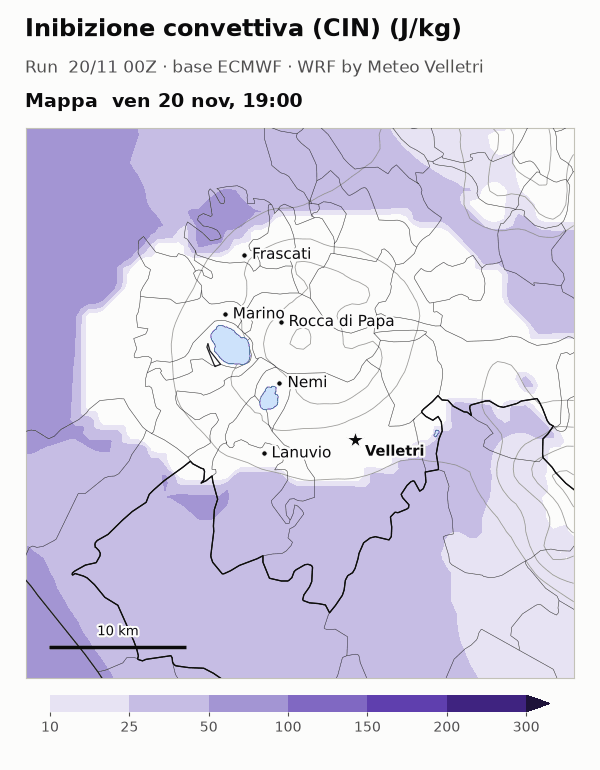 Inibizione convettiva (CIN) (J/kg)
Run  20/11 00Z · base ECMWF · WRF by Meteo Velletri
Mappa  ven 20 nov, 19:00
Frascati
Marino
Rocca di Papa
Nemi
Velletri
Lanuvio
10 km
10 25 50 100 150 200 300